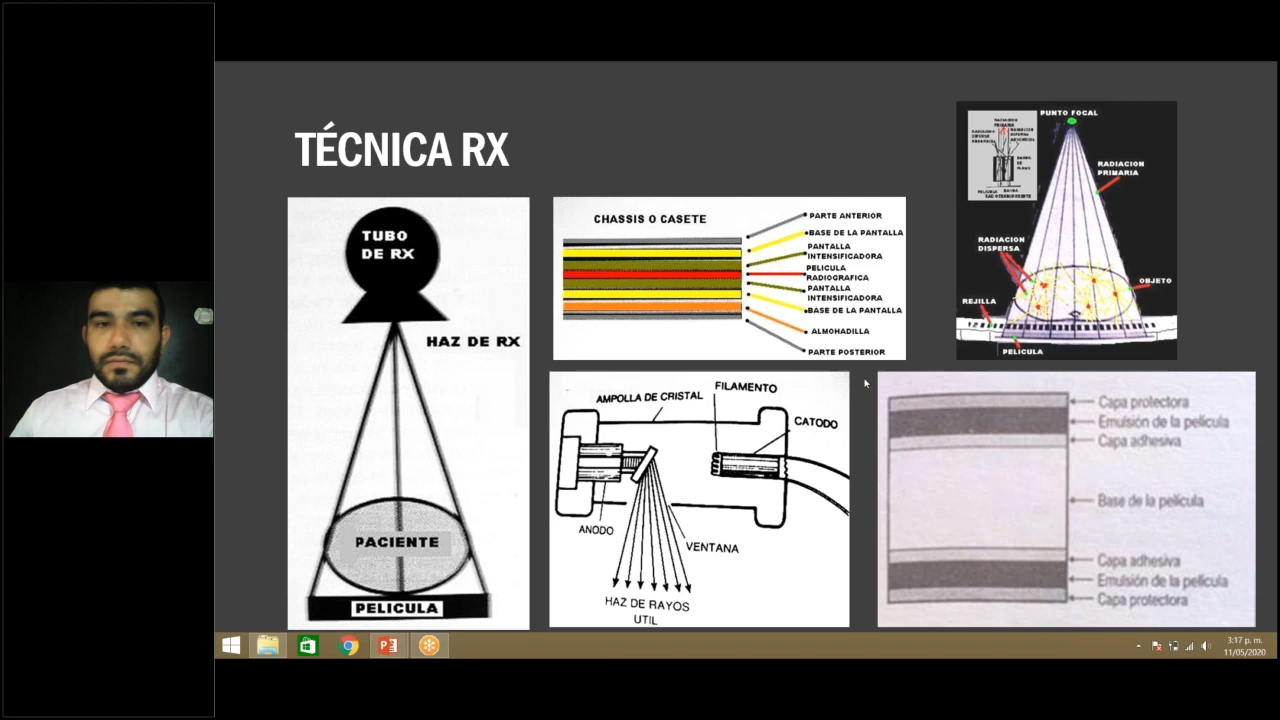 TÉCNICA RX
TUBO
DE RX
HAZ DE RX
PACIENTE
PELICULA
CHASSIS O CASETE
PARTE ANTERIOR
BASE DE LA PANTALLA
PANTALLA
INTENSIFICADORA
PELICULA
RADIOGRAFICA
PANTALLA
INTENSIFICADORA
BASE DE LA PANTALLA
ALMOHADILLA
PARTE POSTERIOR
PUNTO FOCAL
RADIACION
PRIMARIA
RADIACION
DISPERSA
OBJETO
REJILLA
PELICULA
AMPOLLA DE CRISTAL
FILAMENTO
CATODO
ANODO
VENTANA
HAZ DE RAYOS
UTIL
Capa protectora
Emulsión de la película
Capa adhesiva
Base de la película
Capa adhesiva
Emulsión de la película
Capa protectora
3:17 p. m.
11/05/2020